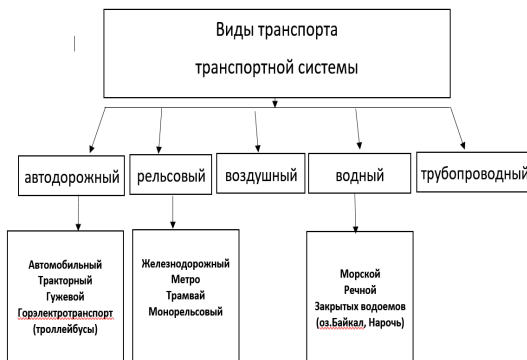 Виды транспорта
транспортной системы
автодорожный
рельсовый
воздушный
водный
трубопроводный
Автомобильный
Тракторный
Гужевой
Горэлектротранспорт
(троллейбусы)
Железнодорожный
Метро
Трамвай
Монорельсовый
Морской
Речной
Закрытых водоемов
(оз.Байкал, Нарочь)